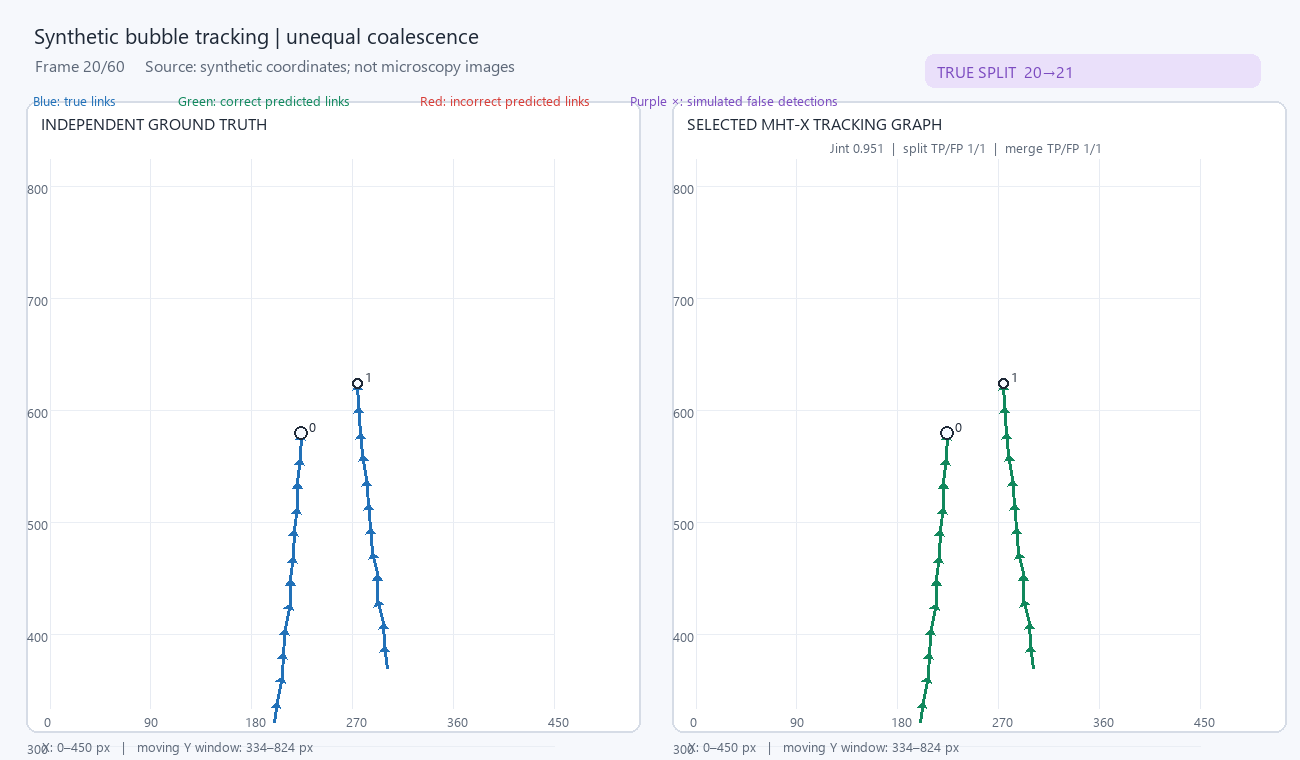 Synthetic bubble tracking | unequal coalescence
Frame 20/60 Source: synthetic coordinates; not microscopy images
TRUE SPLIT 20→21
Blue: true links Green: correct predicted links Red: incorrect predicted links Purple ×: simulated false detections
INDEPENDENT GROUND TRUTH
800
700
600
500
400
300
1
0
0 90 180 270 360 450
X: 0–450 px | moving Y window: 334–824 px
SELECTED MHT-X TRACKING GRAPH
Jint 0.951 | split TP/FP 1/1 | merge TP/FP 1/1
800
700
600
500
400
300
1
0
0 90 180 270 360 450
X: 0–450 px | moving Y window: 334–824 px